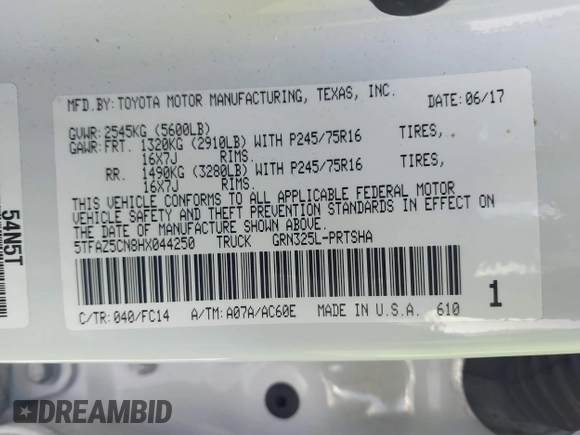 MFD.BY: TOYOTA MOTOR MANUFACTURING, TEXAS, INC. DATE: 06/17
GVWR: 2545KG (5600LB)
GAWR: FRT. 1320KG (2910LB) WITH P245/75R16 TIRES,
16X7J RIMS.
RR. 1490KG (3280LB) WITH P245/75R16 TIRES,
16X7J RIMS.
THIS VEHICLE CONFORMS TO ALL APPLICABLE FEDERAL MOTOR
VEHICLE SAFETY AND THEFT PREVENTION STANDARDS IN EFFECT ON
THE DATE OF MANUFACTURE SHOWN ABOVE.
5TFAZ5CN8HX044250 TRUCK GRN325L-PRTSHA
C/TR: 040/FC14 A/TM: A07A/AC60E MADE IN U.S.A. 610
1
54N5T
DREAMBID